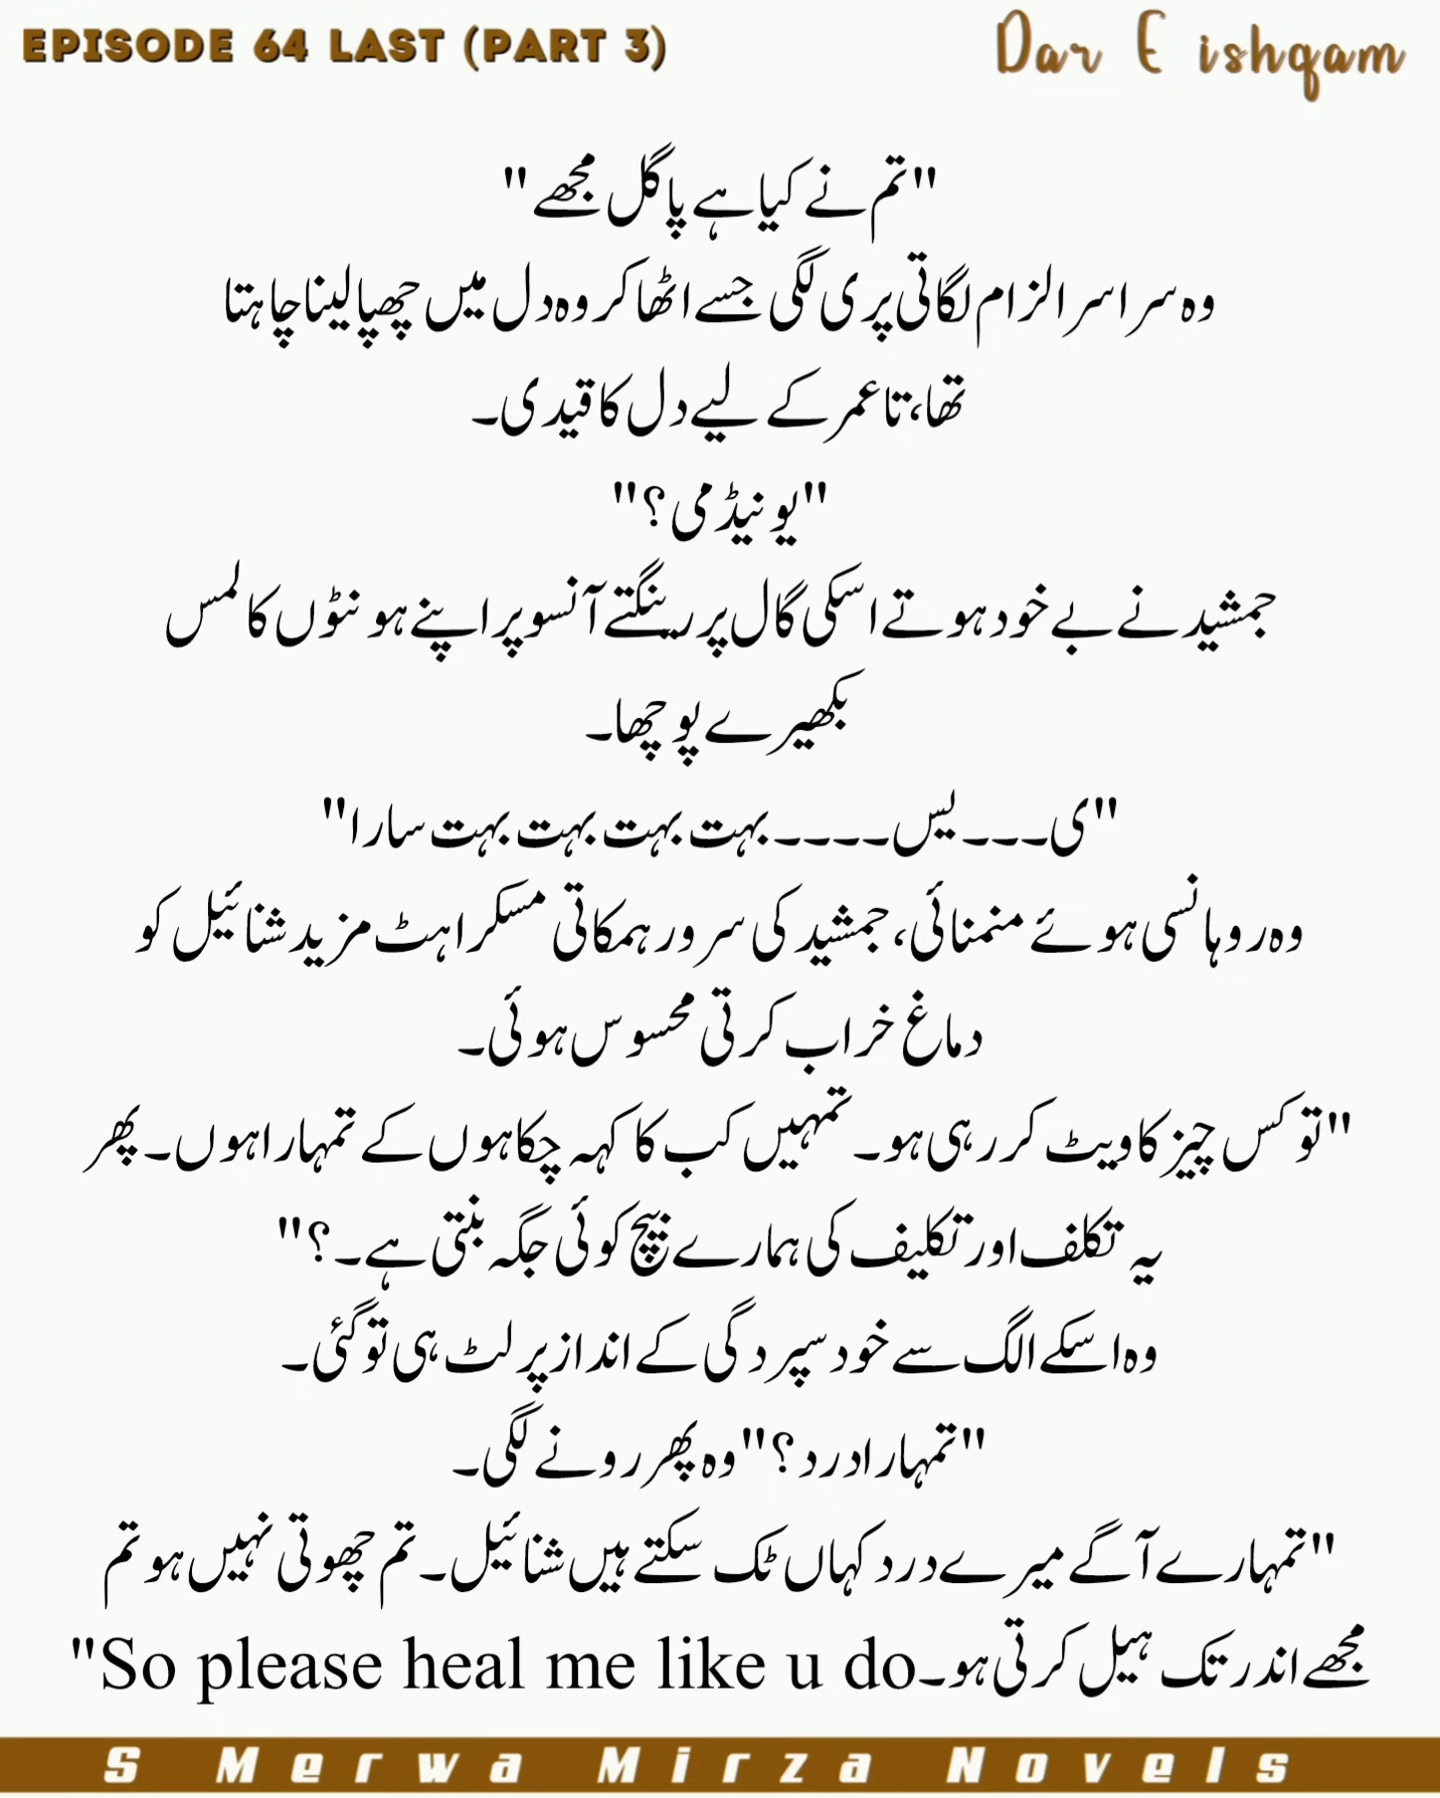 EPISODE 64 LAST (PART 3)
Dar E ishqam
"تم نے کیا ہے پاگل مجھے"
وہ سراسر الزام لگاتی پری لگی جسے اٹھا کر وہ دل میں چھپا لینا چاہتا
تھا،تا عمر کے لیے دل کا قیدی۔
"یو نیڈ می؟"
جمشید نے بے خود ہوتے اسکی گال پر رینگتے آنسو پر اپنے ہونٹوں کا لمس
بکھیرے پوچھا۔
"ی۔۔۔یس۔۔۔۔بہت بہت بہت بہت سارا"
وہ روہانسی ہوئے منمنائی،جمشید کی سرور ہمکاتی مسکراہٹ مزید شنائیل کو
دماغ خراب کرتی محسوس ہوئی۔
"تو کس چیز کا ویٹ کر رہی ہو۔ تمہیں کب کا کہہ چکا ہوں کے تمہارا ہوں۔ پھر
یہ تکلف اور تکلیف کی ہمارے بیچ کوئی جگہ بنتی ہے۔؟"
وہ اسکے الگ سے خود سپردگی کے انداز پر لٹ ہی تو گئی۔
"تمہارا درد؟" وہ پھر رونے لگی۔
"تمہارے آگے میرے درد کہاں ٹک سکتے ہیں شنائیل۔ تم چھوتی نہیں ہو تم
مجھے اندر تک ہیل کرتی ہو۔So please heal me like u do"
S Merwa Mirza Novels